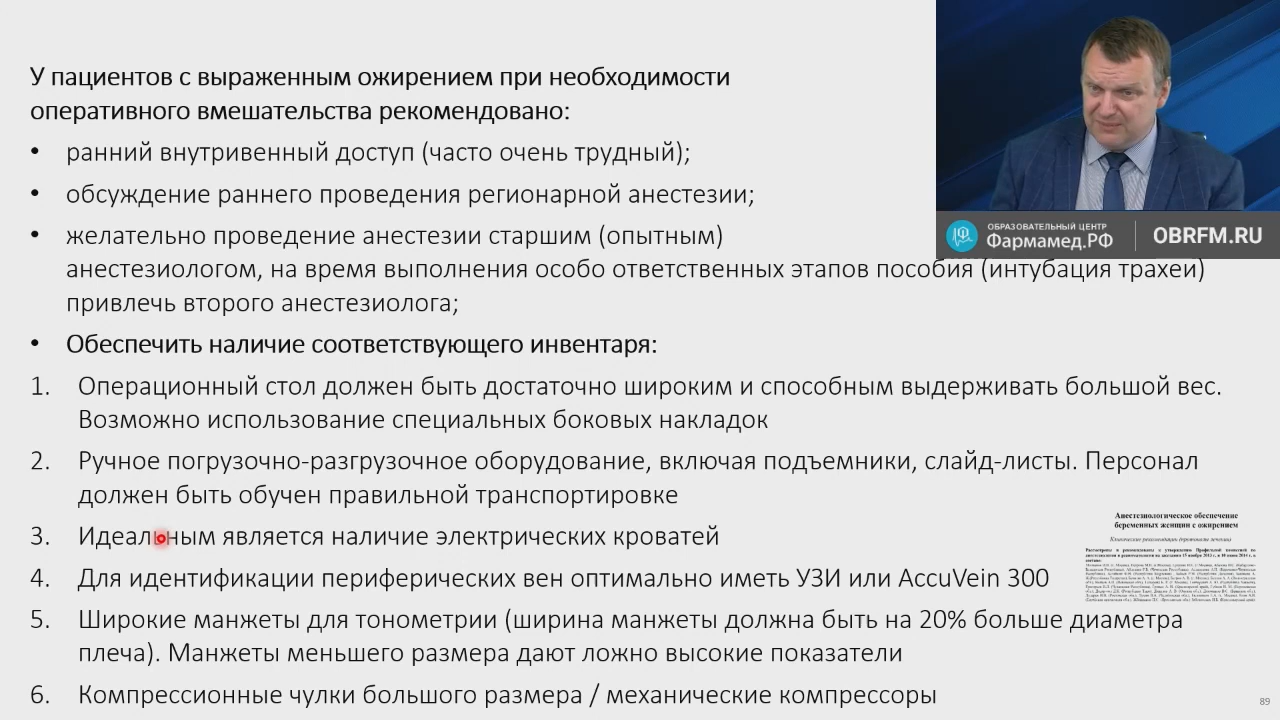 У пациентов с выраженным ожирением при необходимости
оперативного вмешательства рекомендовано:
• ранний внутривенный доступ (часто очень трудный);
• обсуждение раннего проведения регионарной анестезии;
• желательно проведение анестезии старшим (опытным)
анестезиологом, на время выполнения особо ответственных этапов пособия (интубация трахеи)
привлечь второго анестезиолога;
• Обеспечить наличие соответствующего инвентаря:
1. Операционный стол должен быть достаточно широким и способным выдерживать большой вес.
Возможно использование специальных боковых накладок
2. Ручное погрузочно-разгрузочное оборудование, включая подъемники, слайд-листы. Персонал
должен быть обучен правильной транспортировке
3. Идеальным является наличие электрических кроватей
4. Для идентификации периферических вен оптимально иметь УЗИ или AccuVein 300
5. Широкие манжеты для тонометрии (ширина манжеты должна быть на 20% больше диаметра
плеча). Манжеты меньшего размера дают ложно высокие показатели
6. Компрессионные чулки большого размера / механические компрессоры
ОБРАЗОВАТЕЛЬНЫЙ ЦЕНТР
Фармамед.РФ
OBRFM.RU
Анестезиологическое обеспечение
беременных женщин с ожирением
89